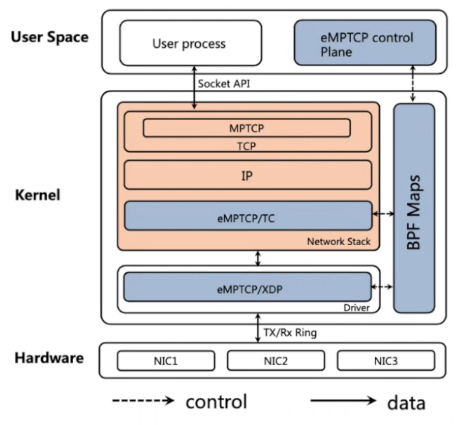 User Space
User process
eMPTCP control
Plane
Socket API
Kernel
MPTCP
TCP
IP
eMPTCP/TC
Network Stack
BPF Maps
eMPTCP/XDP
Driver
TX/Rx Ring
Hardware
NIC1
NIC2
NIC3
control
data